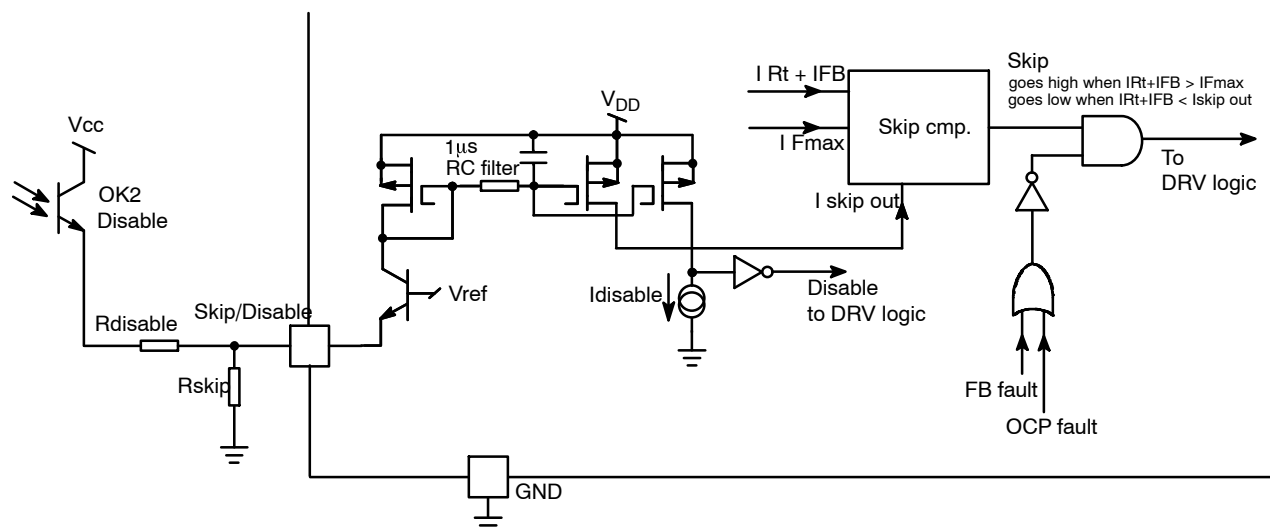 Vcc
OK2
Disable
Rdisable
Skip/Disable
Rskip
1μs
RC filter
VDD
Vref
Idisable
Disable
to DRV logic
I Rt + IFB
I Fmax
Skip cmp.
I skip out
Skip
goes high when IRt+IFB > IFmax
goes low when IRt+IFB < Iskip out
To
DRV logic
FB fault
OCP fault
GND